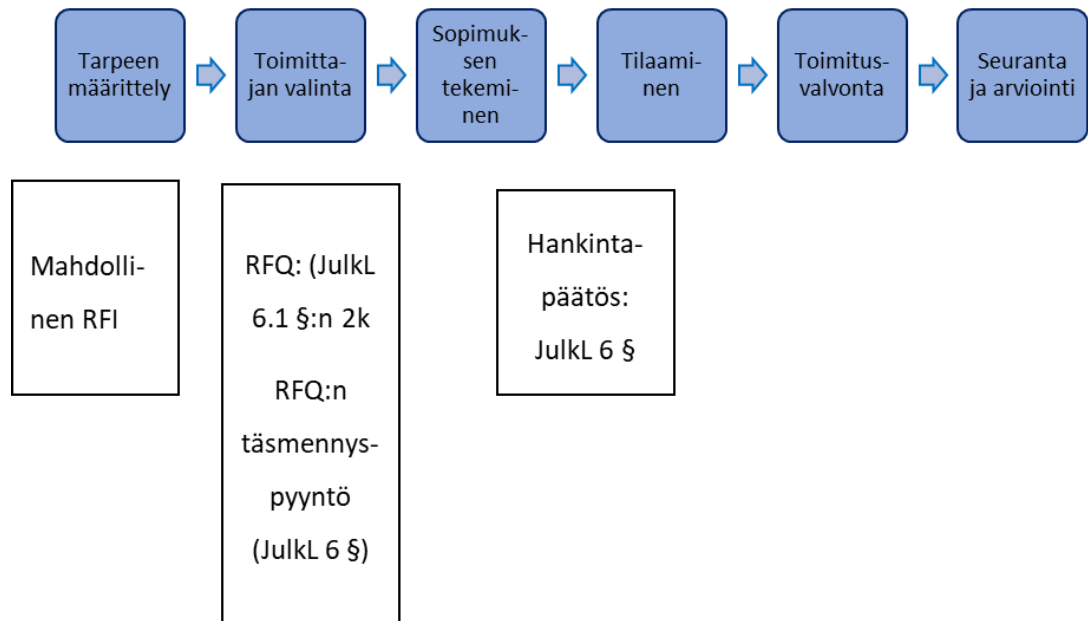 Tarpeen
määrittely
Toimitta-
jan valinta
Sopimuk-
sen
tekemi-
nen
Tilaami-
nen
Toimitus-
valvonta
Seuranta
ja arviointi
Mahdolli-
nen RFI
RFQ: (JulkL
6.1 §:n 2k
RFQ:n
täsmennys-
pyyntö
(JulkL 6 §)
Hankinta-
päätös:
JulkL 6 §